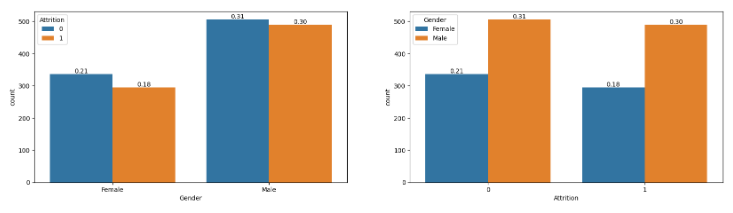 Attrition
0
1
0.21
0.18
0.31
0.30
500
400
300
200
100
0
count
Female
Male
Gender
Gender
Female
Male
0.21
0.31
0.18
0.30
500
400
300
200
100
0
count
0
1
Attrition